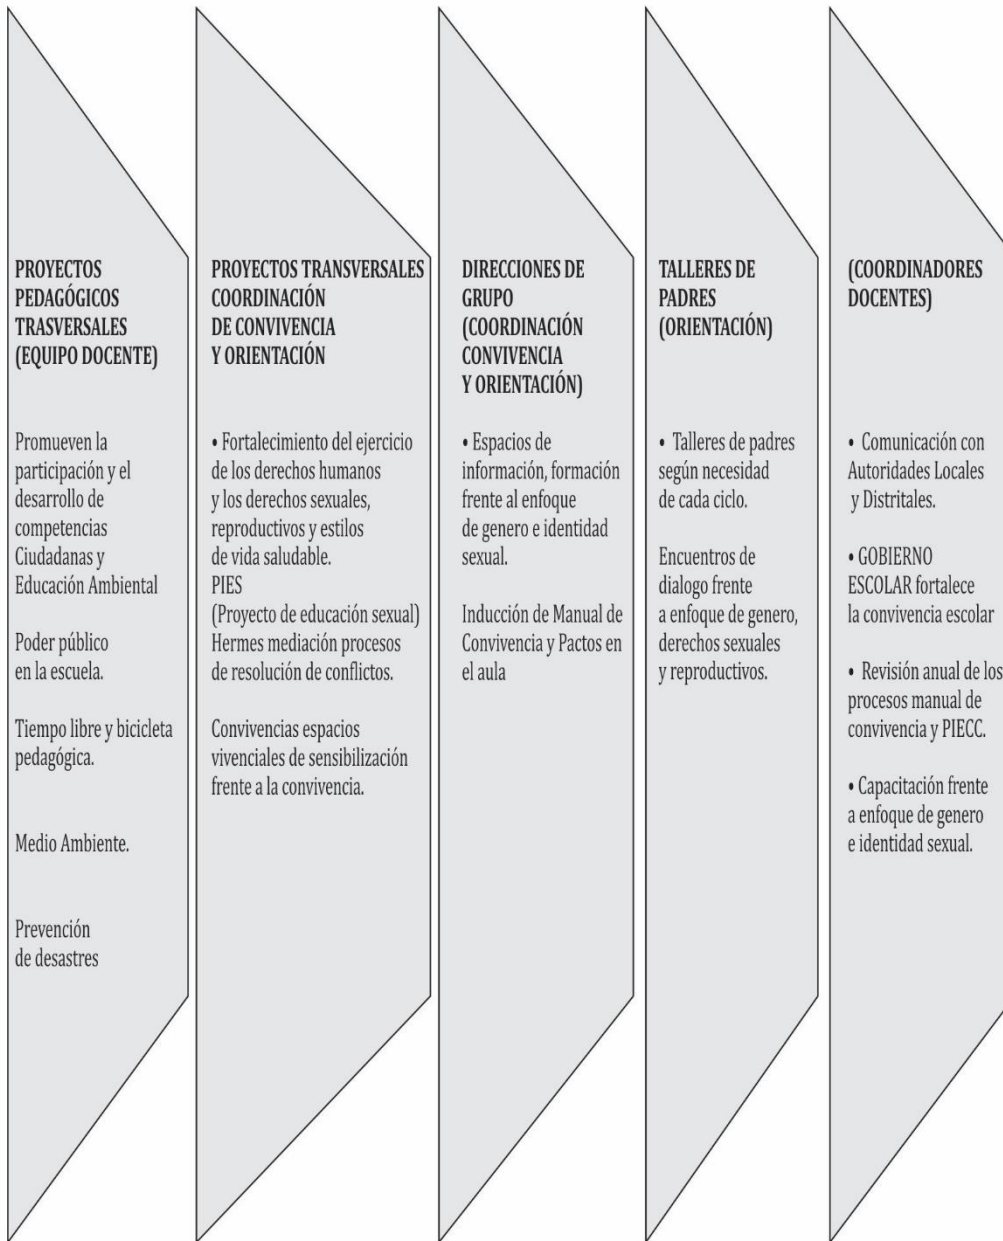 PROYECTOS
PEDAGÓGICOS
TRASVERSALES
(EQUIPO DOCENTE)
Promueven la
participación y el
desarrollo de
competencias
Ciudadanas y
Educación Ambiental
Poder público
en la escuela.
Tiempo libre y bicicleta
pedagógica.
Medio Ambiente.
Prevención
de desastres
PROYECTOS TRANSVERSALES
COORDINACIÓN
DE CONVIVENCIA
Y ORIENTACIÓN
• Fortalecimiento del ejercicio
de los derechos humanos
y los derechos sexuales,
reproductivos y estilos
de vida saludable.
PIES
(Proyecto de educación sexual)
Hermes mediación procesos
de resolución de conflictos.
Convivencias espacios
vivenciales de sensibilización
frente a la convivencia.
DIRECCIONES DE
GRUPO
(COORDINACIÓN
CONVIVENCIA
Y ORIENTACIÓN)
• Espacios de
información, formación
frente al enfoque
de genero e identidad
sexual.
Inducción de Manual de
Convivencia y Pactos en
el aula
TALLERES DE
PADRES
(ORIENTACIÓN)
• Talleres de padres
según necesidad
de cada ciclo.
Encuentros de
dialogo frente
a enfoque de genero,
derechos sexuales
y reproductivos.
(COORDINADORES
DOCENTES)
• Comunicación con
Autoridades Locales
y Distritales.
• GOBIERNO
ESCOLAR fortalece
la convivencia escolar
• Revisión anual de los
procesos manual de
convivencia y PIECC.
• Capacitación frente
a enfoque de genero
e identidad sexual.